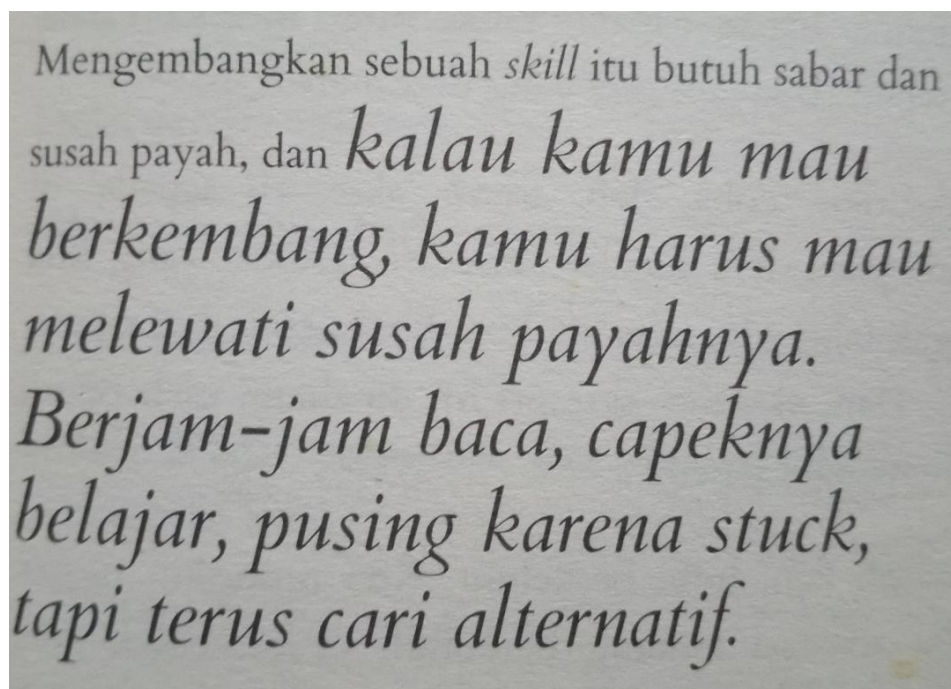 Mengembangkan sebuah skill itu butuh sabar dan
susah payah, dan kalau kamu mau
berkembang, kamu harus mau
melewati susah payahnya.
Berjam-jam baca, capeknya
belajar, pusing karena stuck,
tapi terus cari alternatif.